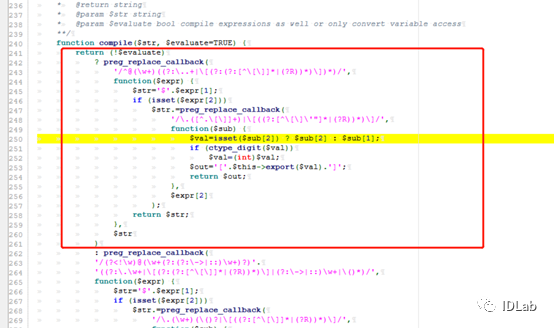 236 * @return string
237 * @param $str string
238 * @param $evaluate bool compile expressions as well or only convert variable access
239 **/
240 function compile($str, $evaluate=TRUE) {
241 return (!$evaluate)
242 ? preg_replace_callback(
243 '/^@(\w+)((?:\..+|\[(?:(?:[^\[\]]*|(?R))*)\])*)/',
244 function($expr) {
245 $str='$'.$expr[1];
246 if (isset($expr[2]))
247 $str.=preg_replace_callback(
248 '/\.([^.\[\]]+)|\[((?:[^\[\]\'"]*|(?R))*)\]/',
249 function($sub) {
250 $val=isset($sub[2]) ? $sub[2] : $sub[1];
251 if (ctype_digit($val))
252 $val=(int)$val;
253 $out='['.$this->export($val).']';
254 return $out;
255 },
256 $expr[2]
257 );
258 return $str;
259 },
260 $str
261 )
262 : preg_replace_callback(
263 '/(?<!\w)@(\w+(?:(?:\->|::)\w+)?)'.
264 '((?:\.\w+|\[(?:(?:[^\[\]]*|(?R))*)\]|(?:\->|::)\w+|\()*)/',
265 function($expr) {
266 $str='$'.$expr[1];
267 if (isset($expr[2]))
268 $str.=preg_replace_callback(
269 '/\.(\w+)(\()?|\[((?:[^\[\]]*|(?R))*)\]/',
IDLab